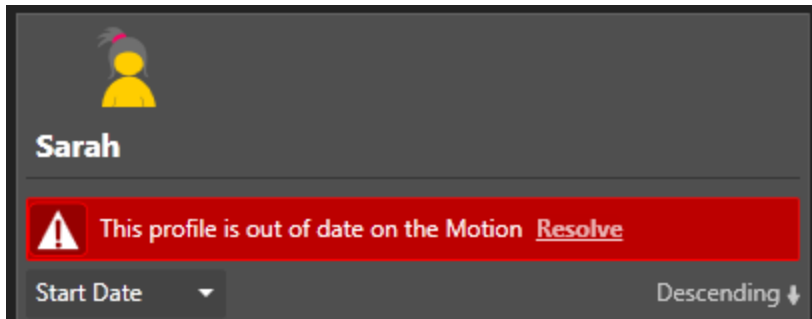 Sarah
This profile is out of date on the Motion Resolve
Start Date Descending